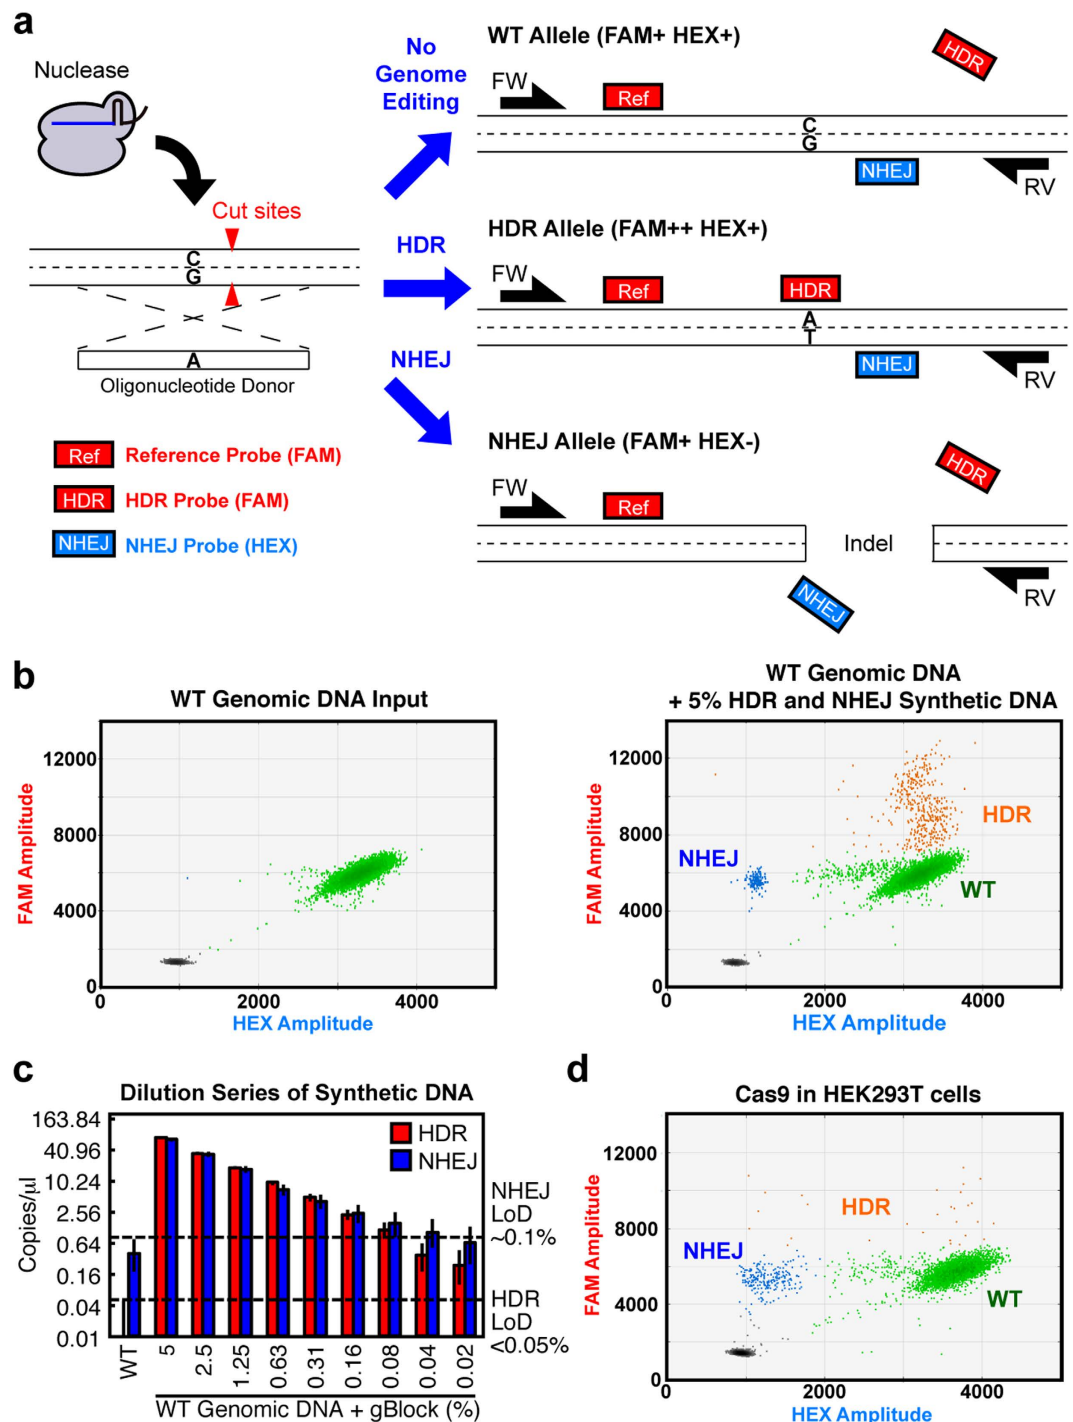 a
Nuclease
Cut sites
C
G
A
Oligonucleotide Donor
Ref Reference Probe (FAM)
HDR HDR Probe (FAM)
NHEJ NHEJ Probe (HEX)
No
Genome
Editing
HDR
NHEJ
WT Allele (FAM+ HEX+)
HDR
FW
Ref
C
G
NHEJ
RV
HDR Allele (FAM++ HEX+)
FW
Ref
HDR
A
T
NHEJ
RV
NHEJ Allele (FAM+ HEX-)
HDR
FW
Ref
Indel
NHEJ
RV
b
WT Genomic DNA Input
FAM Amplitude
12000
8000
4000
0
0 2000 4000
HEX Amplitude
WT Genomic DNA
+ 5% HDR and NHEJ Synthetic DNA
FAM Amplitude
12000
8000
4000
0
HDR
NHEJ
WT
0 2000 4000
HEX Amplitude
c
Dilution Series of Synthetic DNA
Copies/µl
163.84
40.96
10.24
2.56
0.64
0.16
0.04
0.01
HDR
NHEJ
NHEJ
LoD
~0.1%
HDR
LoD
<0.05%
WT 5 2.5 1.25 0.63 0.31 0.16 0.08 0.04 0.02
WT Genomic DNA + gBlock (%)
d
Cas9 in HEK293T cells
FAM Amplitude
12000
8000
4000
0
HDR
NHEJ
WT
0 2000 4000
HEX Amplitude